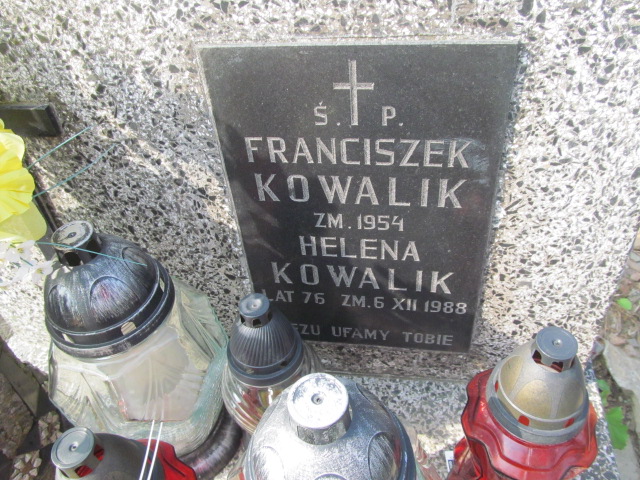 Ś. P.
FRANCISZEK
KOWALIK
ZM. 1954
HELENA
KOWALIK
LAT 76 ZM. 6 XII 1988
UFAMY TOBIE